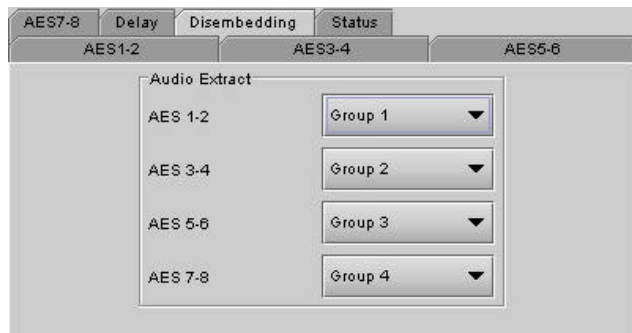 AES7-8 Delay Disembedding Status
AES1-2 AES3-4 AES5-6
Audio Extract
AES 1-2 Group 1
AES 3-4 Group 2
AES 5-6 Group 3
AES 7-8 Group 4